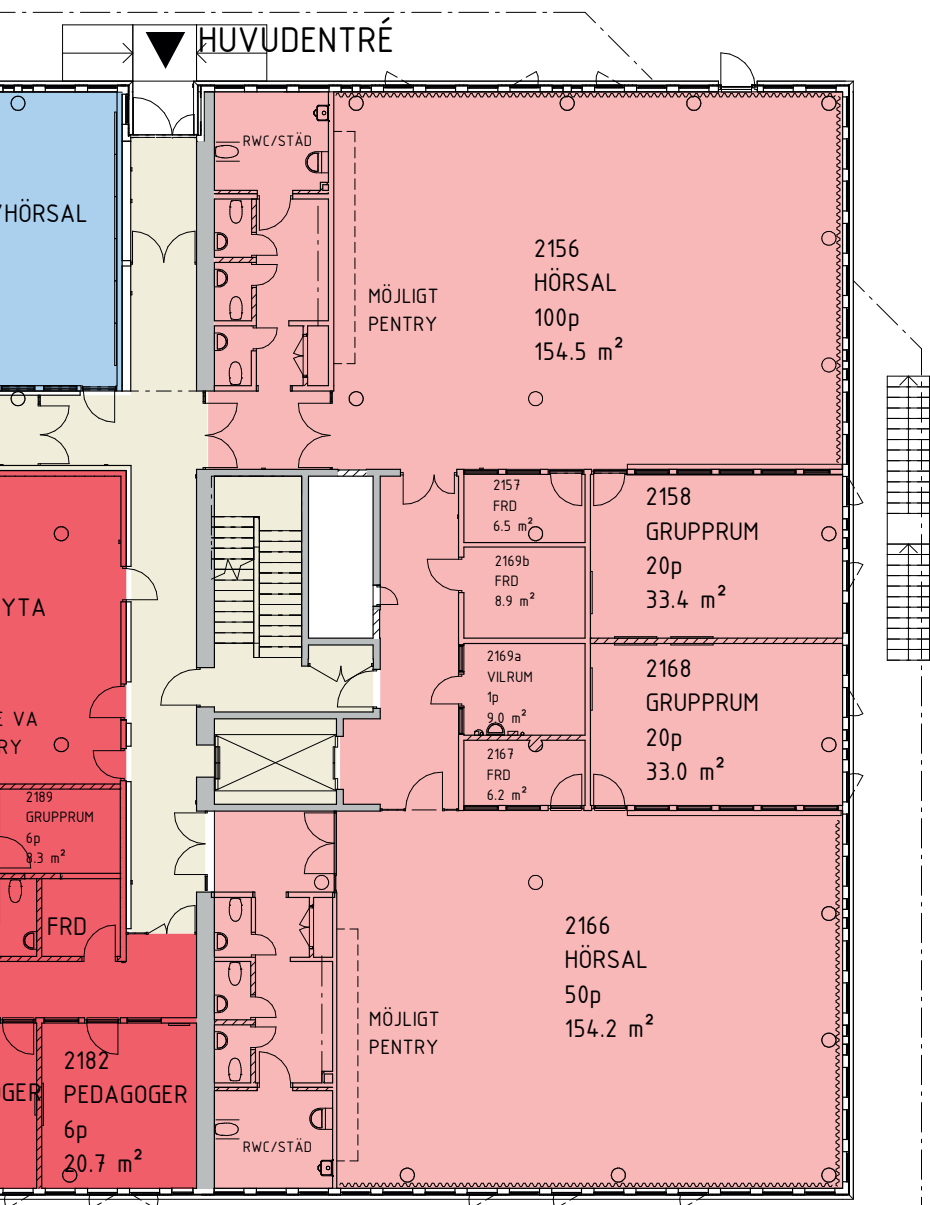 HUVUDENTRÉ
RWC/STÄD
/HÖRSAL
2156
HÖRSAL
100p
154.5 m²
MÖJLIGT
PENTRY
2157
FRD
6.5 m²
2158
GRUPPRUM
20p
33.4 m²
2169b
FRD
8.9 m²
YTA
2169a
VILRUM
1p
9.0 m²
2168
GRUPPRUM
20p
33.0 m²
E VA
RY
2167
FRD
6.2 m²
2189
GRUPPRUM
6p
8.3 m²
FRD
2166
HÖRSAL
50p
154.2 m²
MÖJLIGT
PENTRY
2182
PEDAGOGER
6p
20.7 m²
GER
RWC/STÄD